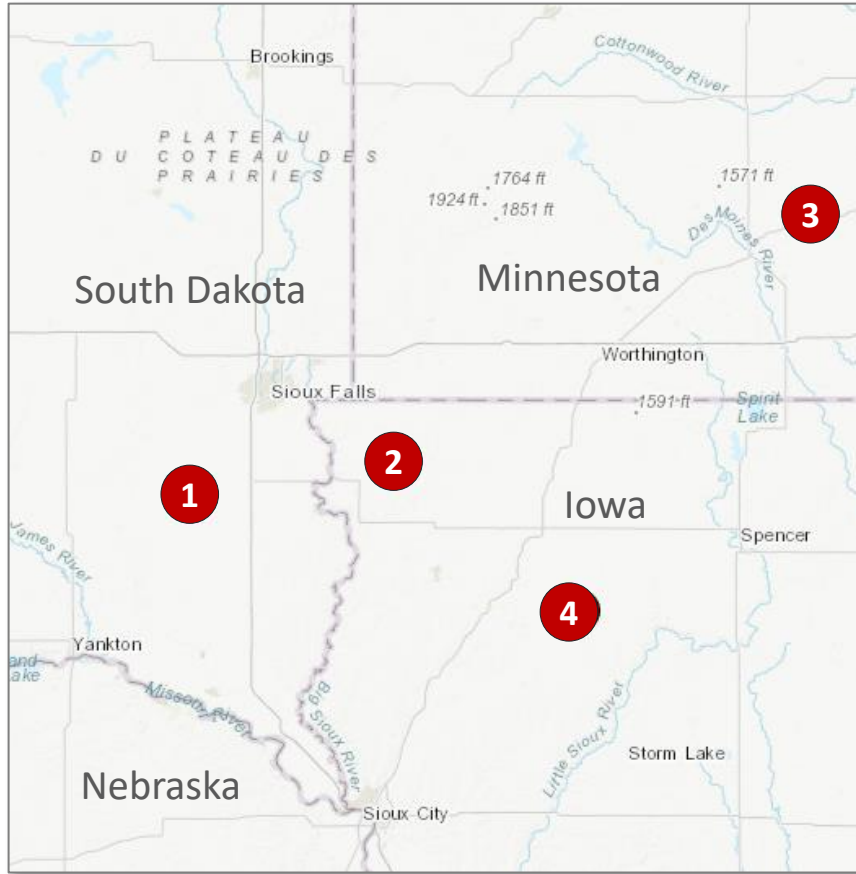 Brookings
Cottonwood River
PLATEAU
DU COTEAU DES
PRAIRIES
1764 ft
1924 ft
1851 ft
1571 ft
3
Des Moines River
South Dakota
Minnesota
Worthington
Sioux Falls
1591 ft
Spirit
Lake
2
1
Iowa
James River
Spencer
4
Yankton
and
ake
Missouri River
Big Sioux River
Little Sioux River
Storm Lake
Nebraska
Sioux City